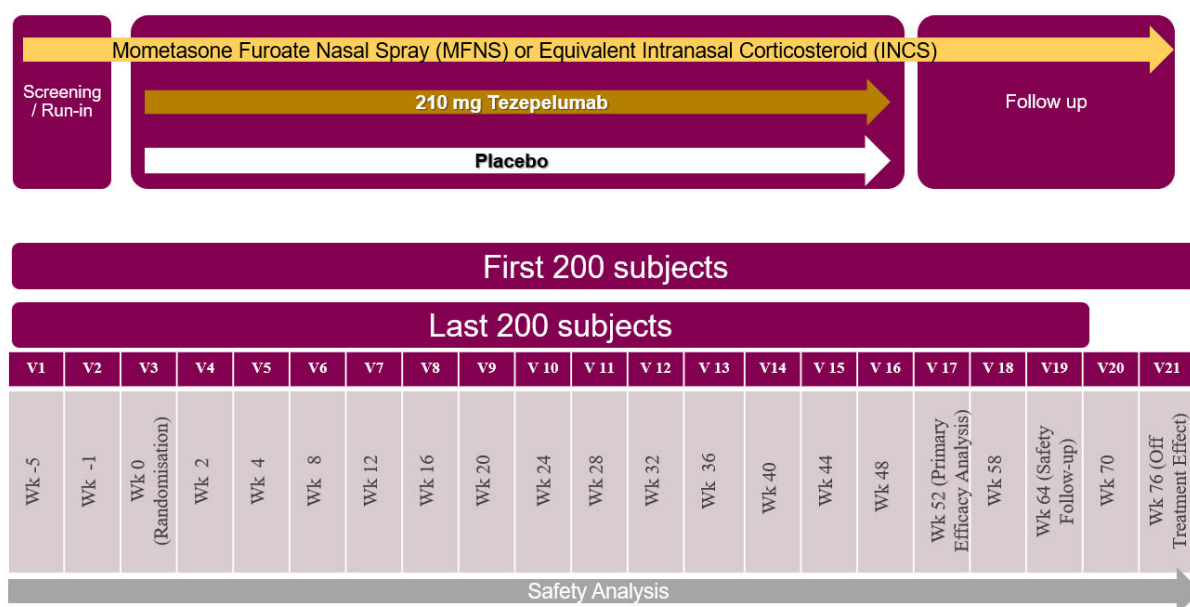 Mometasone Furoate Nasal Spray (MFNS) or Equivalent Intranasal Corticosteroid (INCS)
Screening
/ Run-in
210 mg Tezepelumab
Follow up
Placebo
First 200 subjects
Last 200 subjects
V1 V2 V3 V4 V5 V6 V7 V8 V9 V 10 V 11 V 12 V 13 V14 V 15 V 16 V 17 V 18 V19 V20 V21
Wk -5
Wk -1
Wk 0
(Randomisation)
Wk 2
Wk 4
Wk 8
Wk 12
Wk 16
Wk 20
Wk 24
Wk 28
Wk 32
Wk 36
Wk 40
Wk 44
Wk 48
Wk 52 (Primary
Efficacy Analysis)
Wk 58
Wk 64 (Safety
Follow-up)
Wk 70
Wk 76 (Off
Treatment Effect)
Safety Analysis